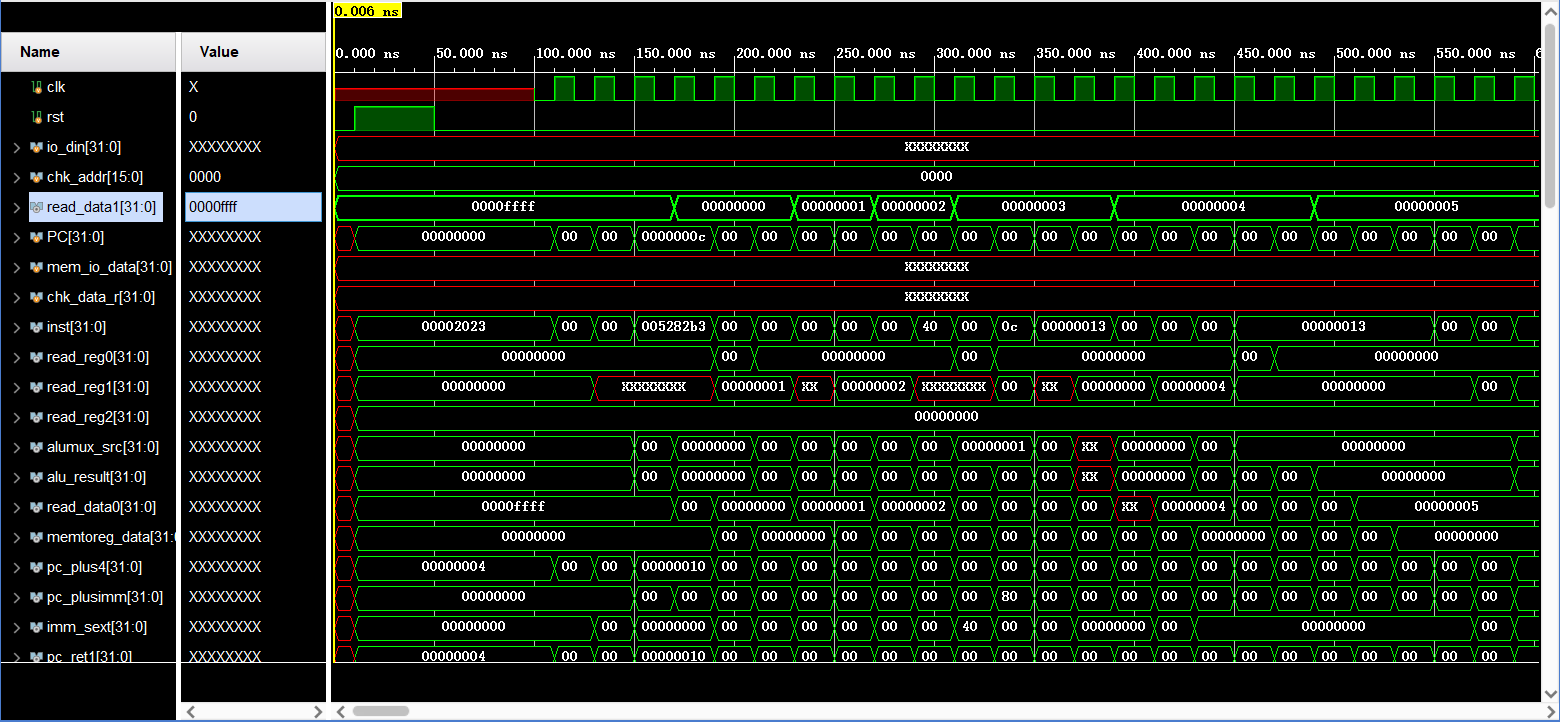 0.006 ns
Name Value 0.000 ns 50.000 ns 100.000 ns 150.000 ns 200.000 ns 250.000 ns 300.000 ns 350.000 ns 400.000 ns 450.000 ns 500.000 ns 550.000 ns
clk X
rst 0
io_din[31:0] XXXXXXXX XXXXXXXX
chk_addr[15:0] 0000 0000
read_data1[31:0] 0000ffff 0000ffff 00000000 00000001 00000002 00000003 00000004 00000005
PC[31:0] XXXXXXXX 00000000 00 00 0000000c 00 00 00 00 00 00 00 00 00 00 00 00 00 00 00 00 00 00 00 00
mem_io_data[31:0] XXXXXXXX XXXXXXXX
chk_data_r[31:0] XXXXXXXX XXXXXXXX
inst[31:0] XXXXXXXX 00002023 00 00 005282b3 00 00 00 00 00 40 00 0c 00000013 00 00 00 00000013 00 00
read_reg0[31:0] XXXXXXXX 00000000 00 00000000 00 00000000 00 00000000
read_reg1[31:0] XXXXXXXX 00000000 XXXXXXXX 00000001 XX 00000002 XXXXXXXX 00 XX 00000000 00000004 00000000 00
read_reg2[31:0] XXXXXXXX 00000000
alumux_src[31:0] XXXXXXXX 00000000 00 00000000 00 00 00 00 00 00000001 00 XX 00000000 00 00000000
alu_result[31:0] XXXXXXXX 00000000 00 00000000 00 00 00 00 00 00 00 00 XX 00000000 00 00 00 00000000
read_data0[31:0] XXXXXXXX 0000ffff 00 00000000 00000001 00000002 00 00 00 00 XX 00000004 00 00 00 00000005
memtoreg_data[31: XXXXXXXX 00000000 00 00000000 00 00 00 00 00 00 00 00 00 00000000 00 00 00 00000000
pc_plus4[31:0] XXXXXXXX 00000004 00 00 00000010 00 00 00 00 00 00 00 00 00 00 00 00 00 00 00 00 00 00 00 00
pc_plusimm[31:0] XXXXXXXX 00000000 00 00 00 00 00 00 00 00 00 80 00 00 00 00 00 00 00 00 00 00 00 00
imm_sext[31:0] XXXXXXXX 00000000 00 00000000 00 00 00 00 00 00 40 00 00 00000000 00 00000000 00
pc_ret1[31:0] XXXXXXXX 00000004 00 00 00000010 00 00 00 00 00 00 00 00 00 00 00 00 00 00 00 00 00 00 00 00